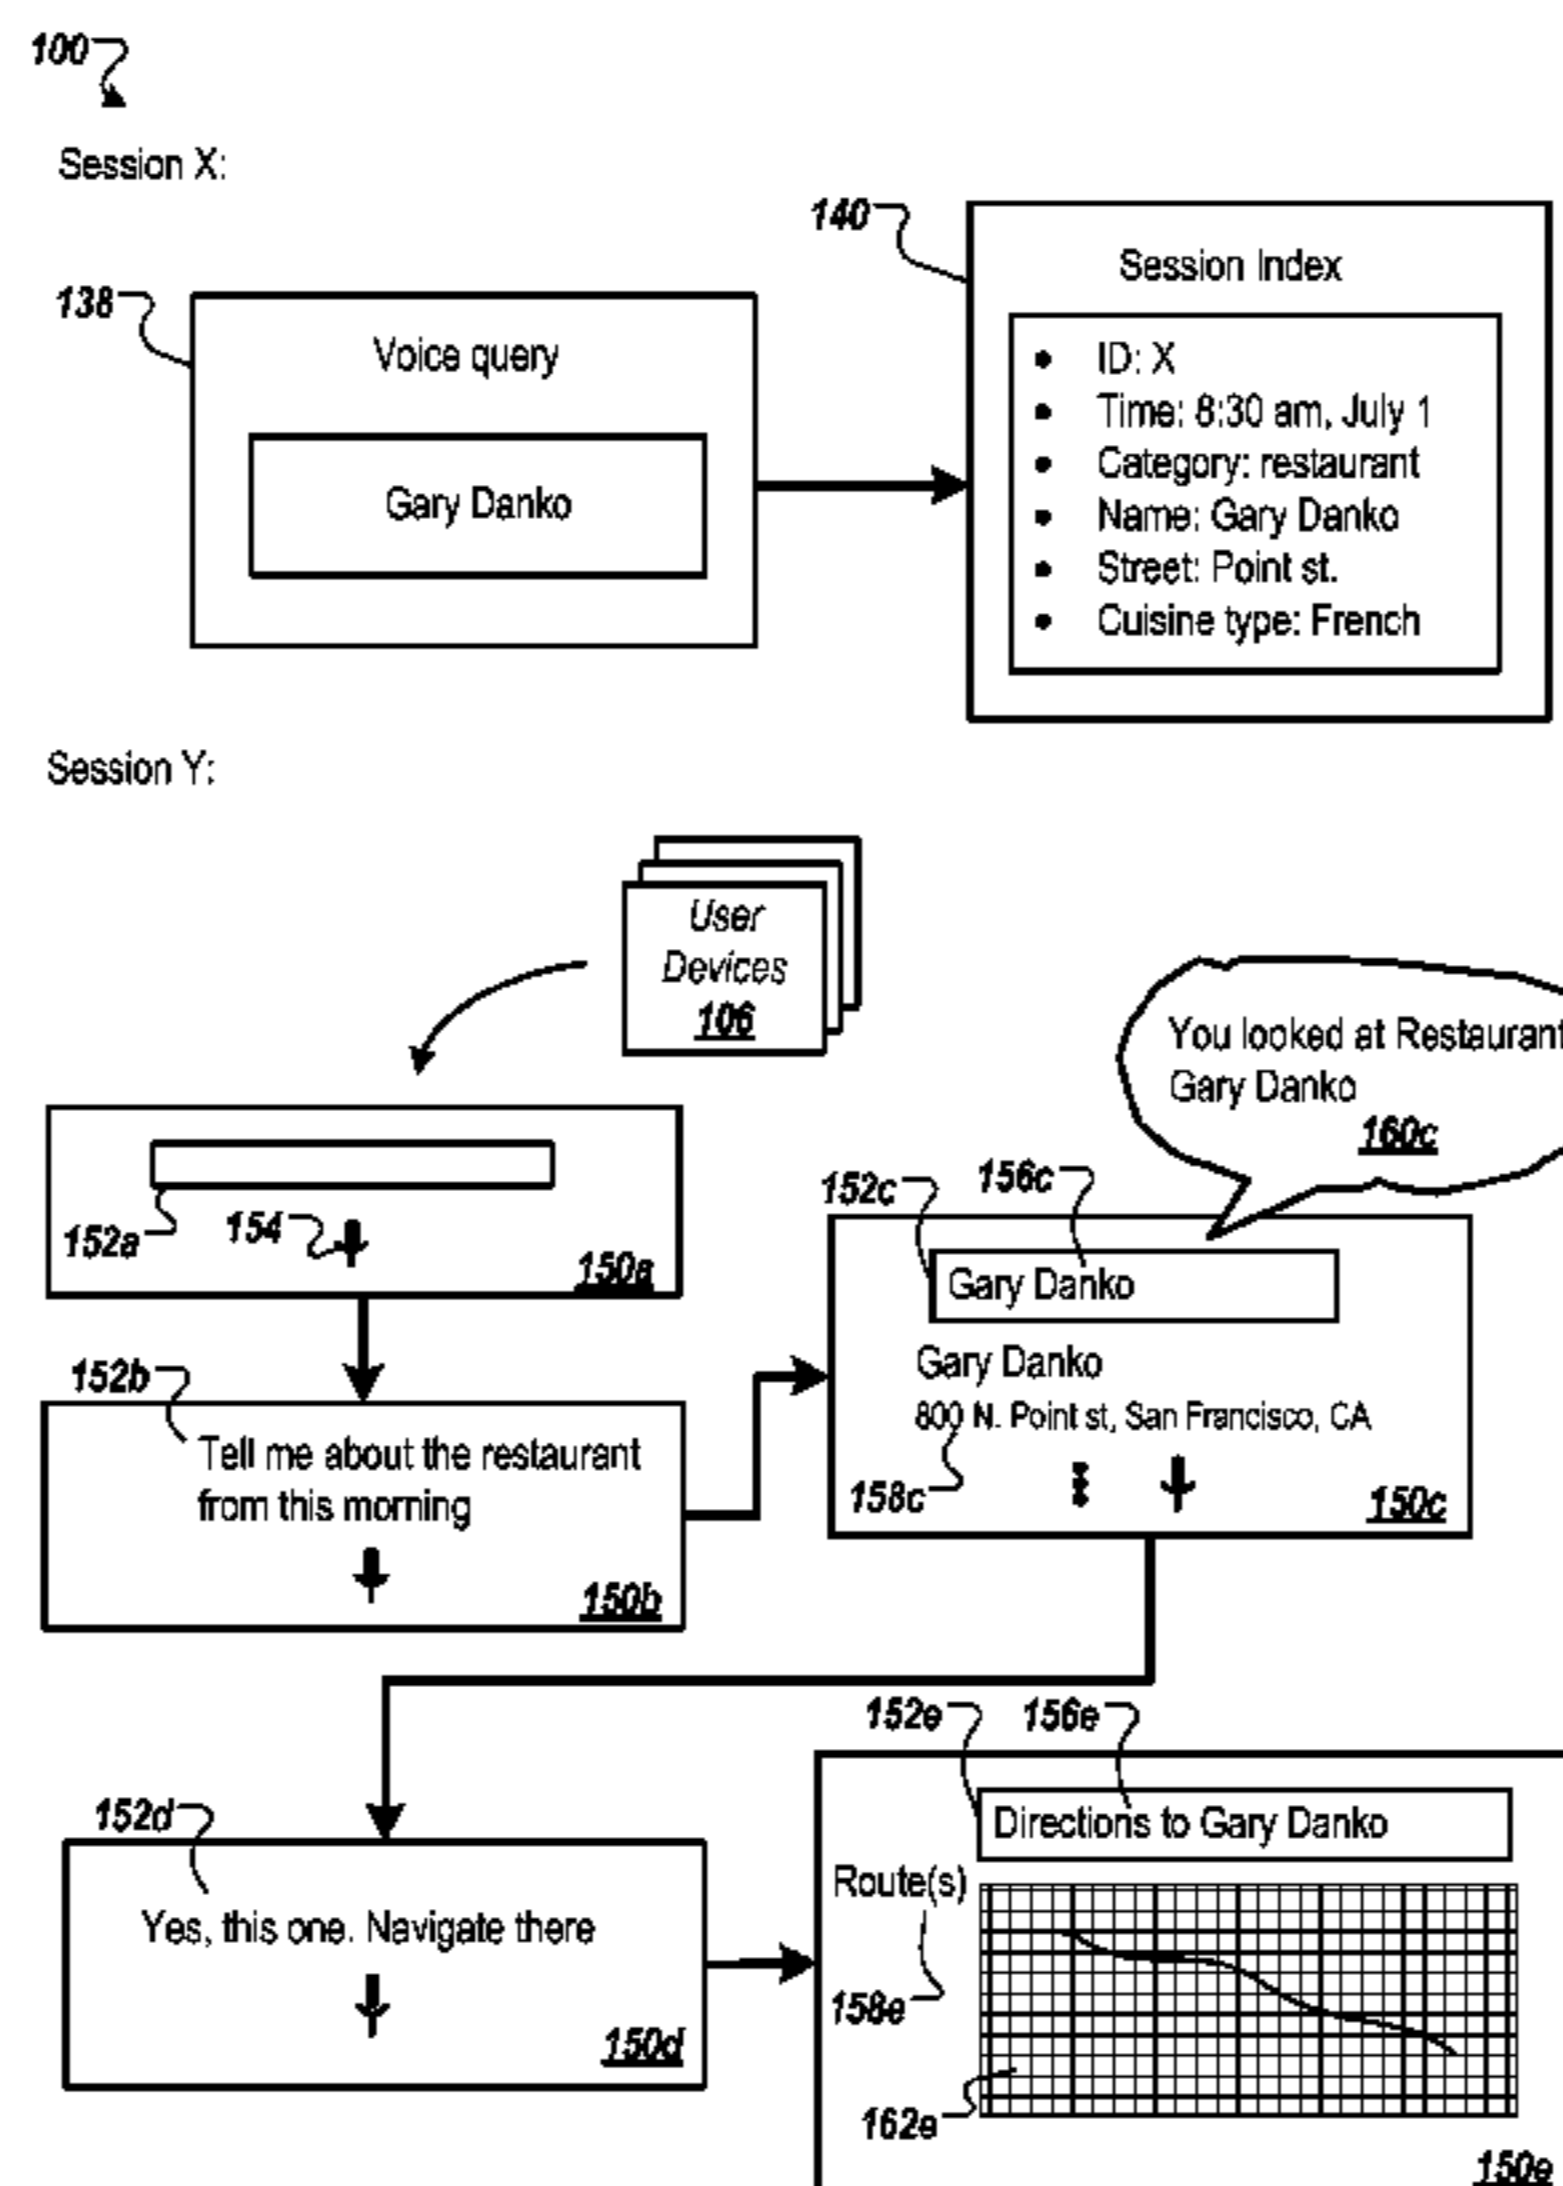 100
Session X:
140
Session Index
138
Voice query
Gary Danko
• ID: X
• Time: 8:30 am, July 1
• Category: restaurant
• Name: Gary Danko
• Street: Point st.
• Cuisine type: French
Session Y:
User
Devices
106
You looked at Restaurant
Gary Danko
160c
152a
154
150a
152c
156c
Gary Danko
Gary Danko
800 N. Point st, San Francisco, CA
158c
150c
152b
Tell me about the restaurant
from this morning
150b
152d
Yes, this one. Navigate there
150d
152e
156e
Directions to Gary Danko
Route(s)
158e
162e
150e